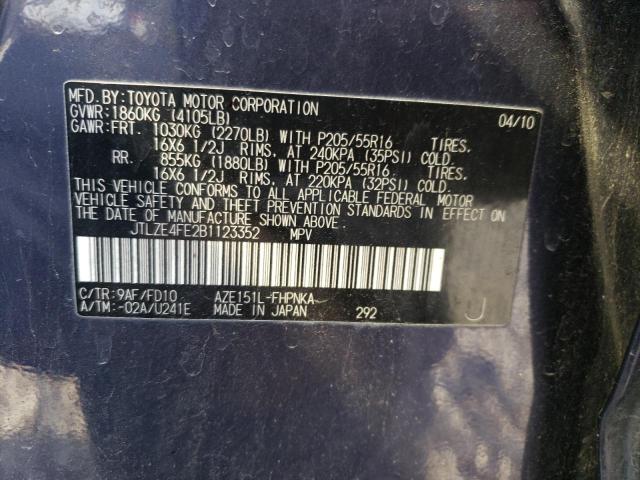 MFD.BY:TOYOTA MOTOR CORPORATION 04/10
GVWR:1860KG (4105LB)
GAWR:FRT. 1030KG (2270LB) WITH P205/55R16 TIRES.
16X6 1/2J RIMS, AT 240KPA (35PSI) COLD.
RR. 855KG (1880LB) WITH P205/55R16 TIRES.
16X6 1/2J RIMS, AT 220KPA (32PSI) COLD.
THIS VEHICLE CONFORMS TO ALL APPLICABLE FEDERAL MOTOR
VEHICLE SAFETY AND THEFT PREVENTION STANDARDS IN EFFECT ON
THE DATE OF MANUFACTURE SHOWN ABOVE.
JTLZE4FE2B1123352 MPV
C/TR:9AF/FD10 AZE151L-FHPNKA
A/TM:-02A/U241E MADE IN JAPAN 292 J